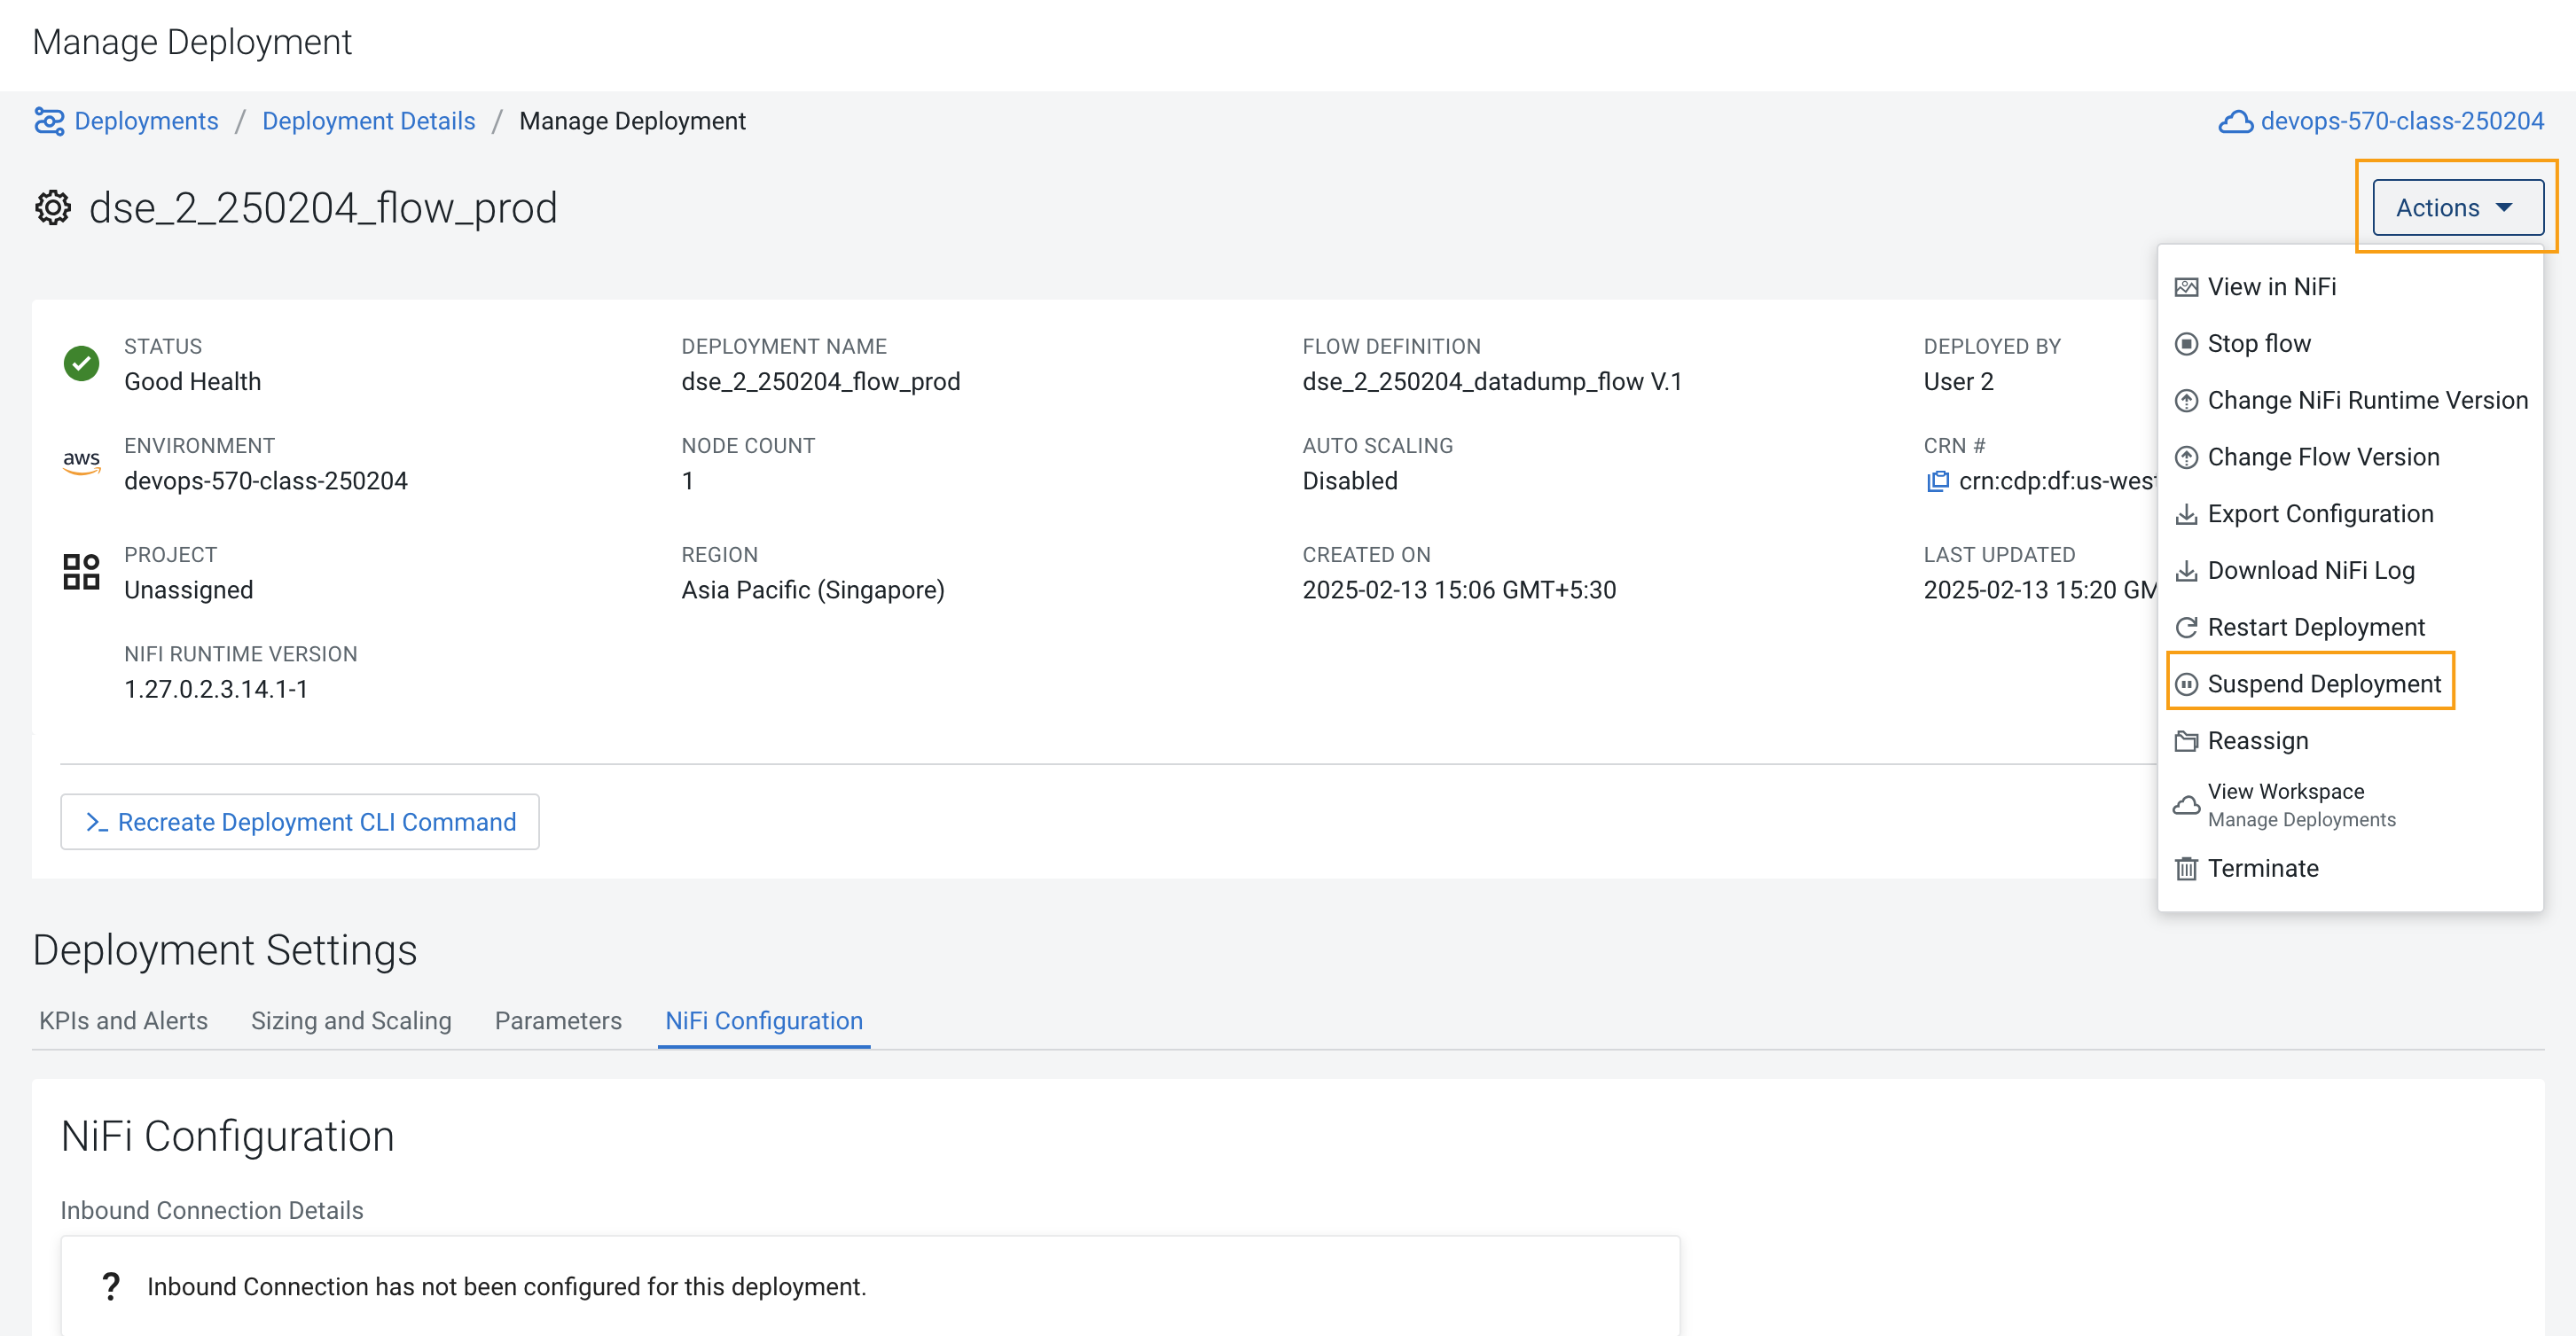 Manage Deployment
Deployments / Deployment Details / Manage Deployment
devops-570-class-250204
dse_2_250204_flow_prod
Actions
View in NiFi
Stop flow
Change NiFi Runtime Version
Change Flow Version
Export Configuration
Download NiFi Log
Restart Deployment
Suspend Deployment
Reassign
View Workspace
Manage Deployments
Terminate
STATUS
Good Health
DEPLOYMENT NAME
dse_2_250204_flow_prod
FLOW DEFINITION
dse_2_250204_datadump_flow V.1
DEPLOYED BY
User 2
aws
ENVIRONMENT
devops-570-class-250204
NODE COUNT
1
AUTO SCALING
Disabled
CRN #
crn:cdp:df:us-west
PROJECT
Unassigned
REGION
Asia Pacific (Singapore)
CREATED ON
2025-02-13 15:06 GMT+5:30
LAST UPDATED
2025-02-13 15:20 GM
NIFI RUNTIME VERSION
1.27.0.2.3.14.1-1
>_ Recreate Deployment CLI Command
Deployment Settings
KPIs and Alerts
Sizing and Scaling
Parameters
NiFi Configuration
NiFi Configuration
Inbound Connection Details
? Inbound Connection has not been configured for this deployment.